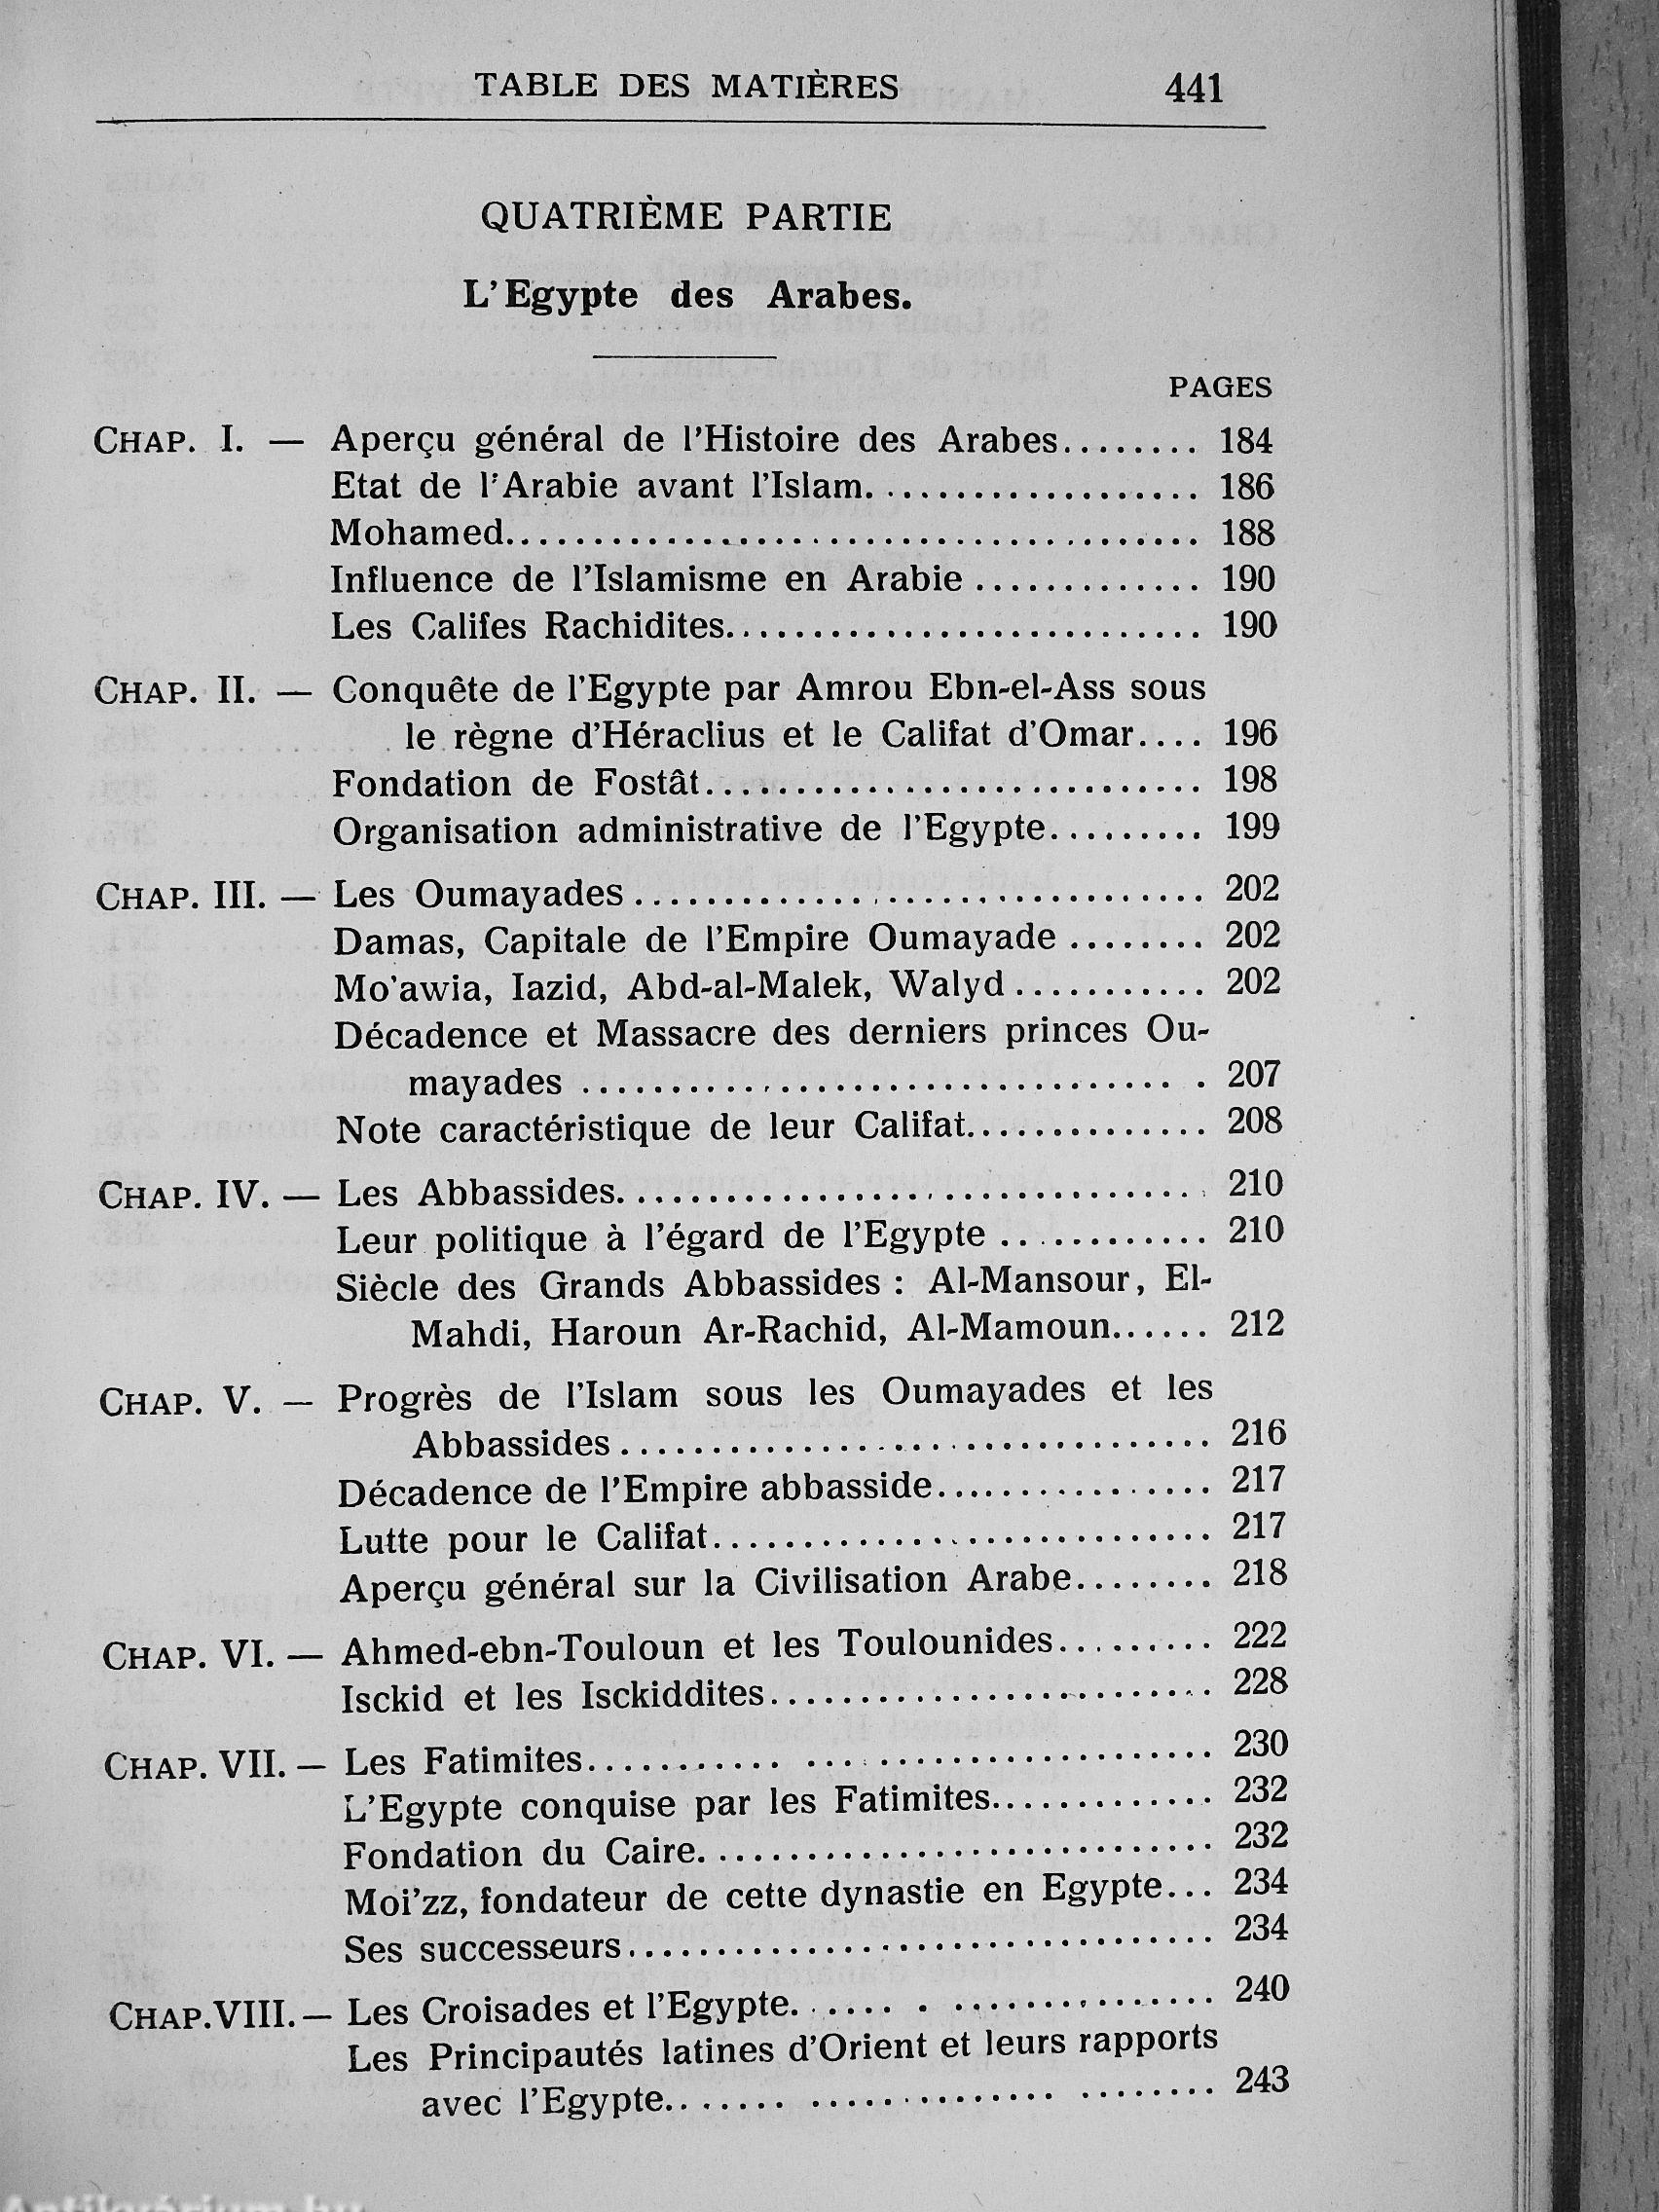 TABLE DES MATIÈRES 441
QUATRIÈME PARTIE
L'Egypte des Arabes.
PAGES
CHAP. I. — Aperçu général de l'Histoire des Arabes........ 184
Etat de l'Arabie avant l'Islam................... 186
Mohamed....................................... 188
Influence de l'Islamisme en Arabie ............. 190
Les Califes Rachidites........................... 190
CHAP. II. — Conquête de l'Egypte par Amrou Ebn-el-Ass sous
le règne d'Héraclius et le Califat d'Omar.... 196
Fondation de Fostât............................ 198
Organisation administrative de l'Egypte......... 199
CHAP. III. — Les Oumayades ................................ 202
Damas, Capitale de l'Empire Oumayade ........ 202
Mo'awia, Iazid, Abd-al-Malek, Walyd ........... 202
Décadence et Massacre des derniers princes Ou-
mayades .................................. 207
Note caractéristique de leur Califat.............. 208
CHAP. IV. — Les Abbassides................................. 210
Leur politique à l'égard de l'Egypte ............ 210
Siècle des Grands Abbassides : Al-Mansour, El-
Mahdi, Haroun Ar-Rachid, Al-Mamoun...... 212
CHAP. V. — Progrès de l'Islam sous les Oumayades et les
Abbassides ................................. 216
Décadence de l'Empire abbasside................ 217
Lutte pour le Califat............................ 217
Aperçu général sur la Civilisation Arabe........ 218
CHAP. VI. — Ahmed-ebn-Touloun et les Toulounides......... 222
Isckid et les Isckiddites......................... 228
CHAP. VII. — Les Fatimites........... ....................... 230
L'Egypte conquise par les Fatimites............. 232
Fondation du Caire............................. 232
Moi'zz, fondateur de cette dynastie en Egypte... 234
Ses successeurs................................. 234
CHAP. VIII. — Les Croisades et l'Egypte...... . ............... 240
Les Principautés latines d'Orient et leurs rapports
avec l'Egypte....... .............. ........ 243
Antikvárium.hu